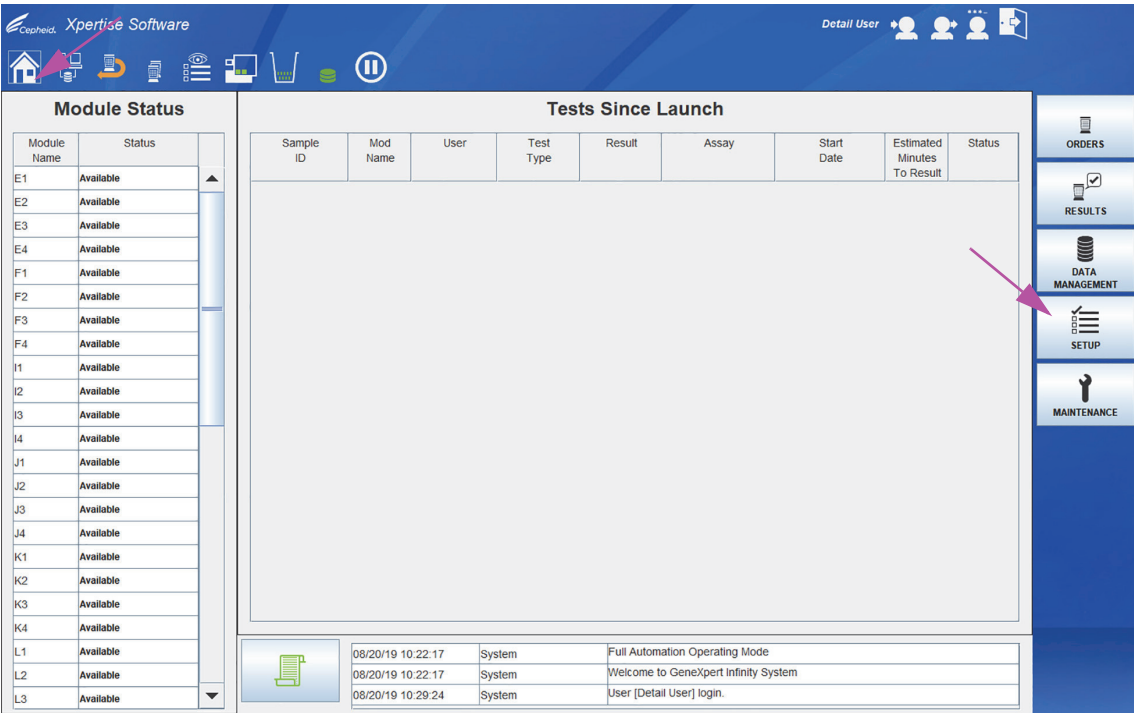 Cepheid. Xpertise Software
Detail User
Module Status
Module Name
Status
E1 Available
E2 Available
E3 Available
E4 Available
F1 Available
F2 Available
F3 Available
F4 Available
I1 Available
I2 Available
I3 Available
I4 Available
J1 Available
J2 Available
J3 Available
J4 Available
K1 Available
K2 Available
K3 Available
K4 Available
L1 Available
L2 Available
L3 Available
Tests Since Launch
Sample ID
Mod Name
User
Test Type
Result
Assay
Start Date
Estimated Minutes To Result
Status
08/20/19 10:22:17 System Full Automation Operating Mode
08/20/19 10:22:17 System Welcome to GeneXpert Infinity System
08/20/19 10:29:24 System User [Detail User] login.
ORDERS
RESULTS
DATA
MANAGEMENT
SETUP
MAINTENANCE